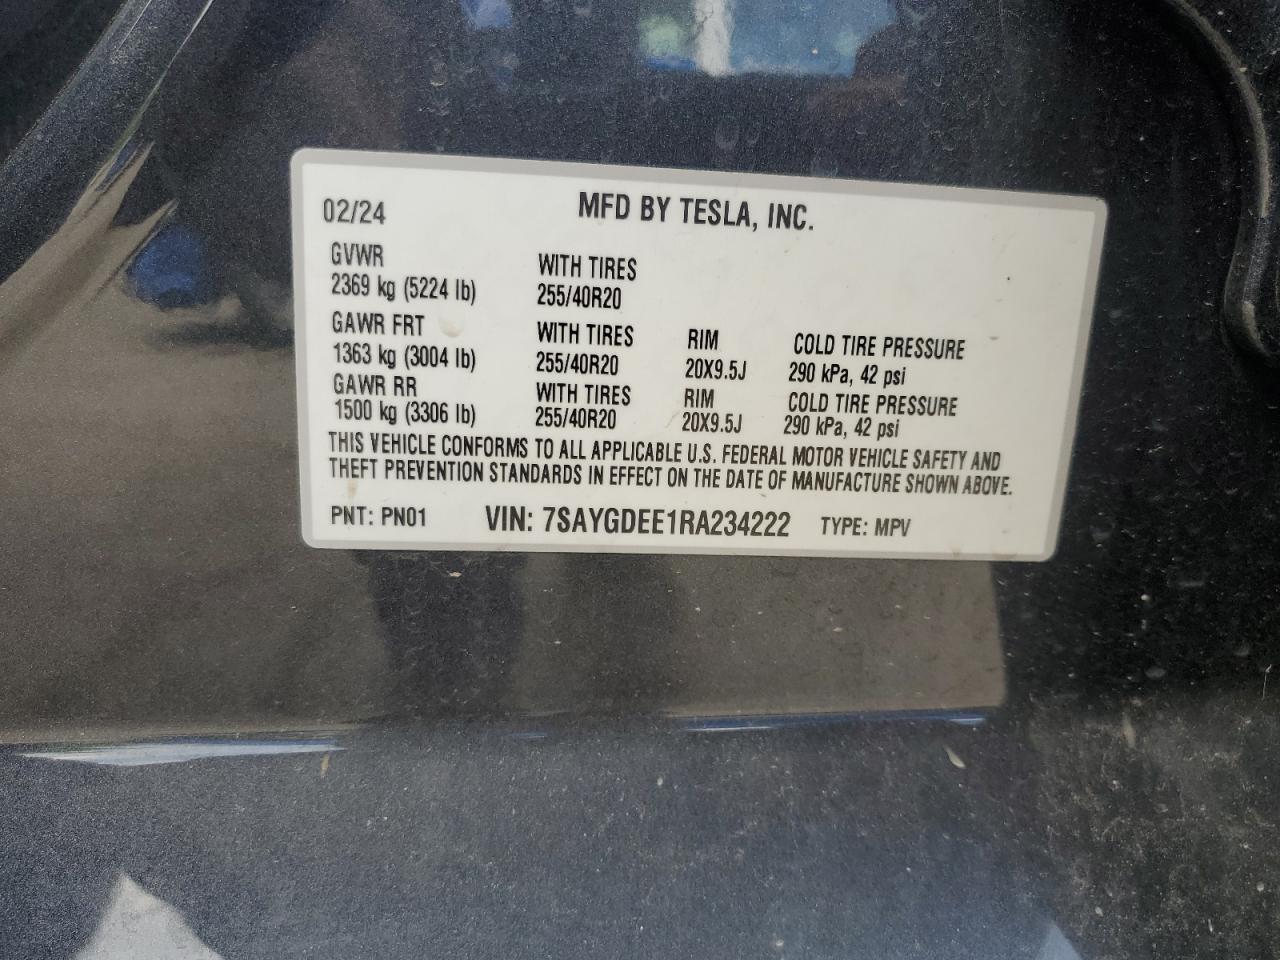 02/24 MFD BY TESLA, INC.
GVWR WITH TIRES
2369 kg (5224 lb) 255/40R20
GAWR FRT WITH TIRES RIM COLD TIRE PRESSURE
1363 kg (3004 lb) 255/40R20 20X9.5J 290 kPa, 42 psi
GAWR RR WITH TIRES RIM COLD TIRE PRESSURE
1500 kg (3306 lb) 255/40R20 20X9.5J 290 kPa, 42 psi
THIS VEHICLE CONFORMS TO ALL APPLICABLE U.S. FEDERAL MOTOR VEHICLE SAFETY AND
THEFT PREVENTION STANDARDS IN EFFECT ON THE DATE OF MANUFACTURE SHOWN ABOVE.
PNT: PN01 VIN: 7SAYGDEE1RA234222 TYPE: MPV